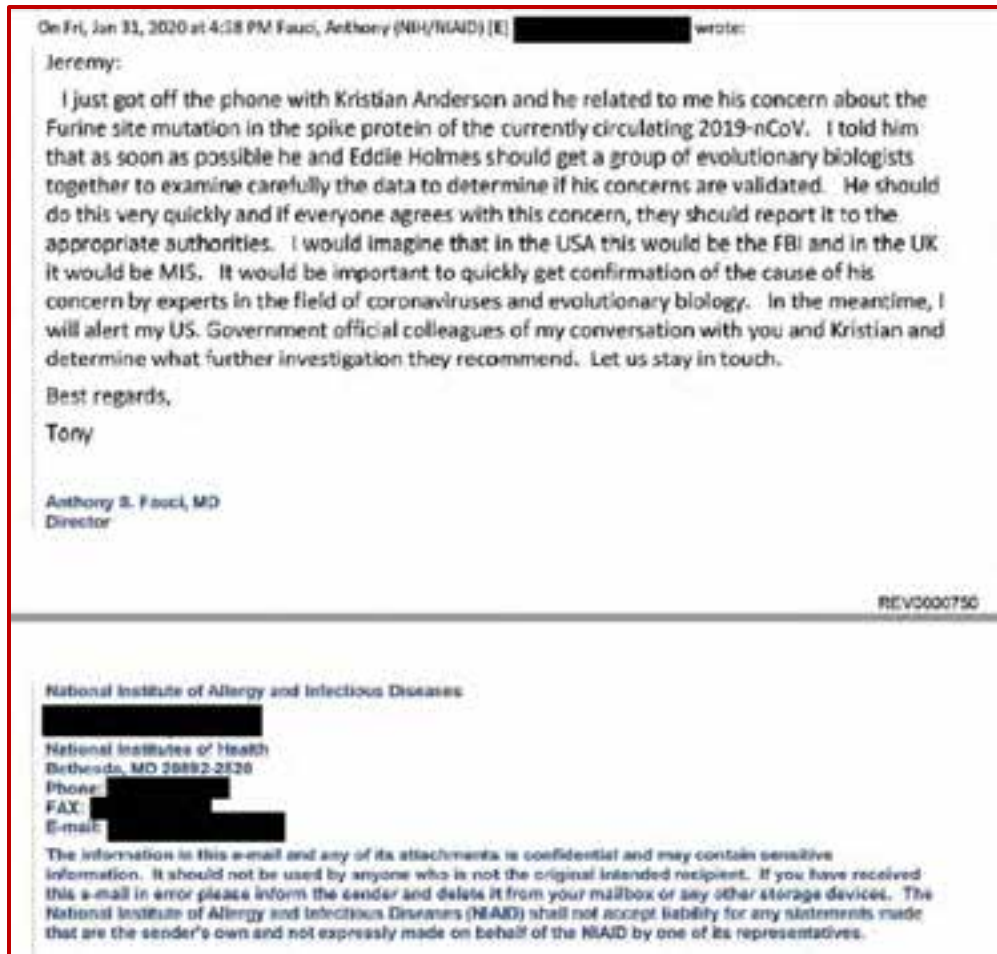 On Fri, Jan 31, 2020 at 4:38 PM Fauci, Anthony (NIH/NIAID) [E] wrote:
Jeremy:
I just got off the phone with Kristian Anderson and he related to me his concern about the
Furine site mutation in the spike protein of the currently circulating 2019-nCoV. I told him
that as soon as possible he and Eddie Holmes should get a group of evolutionary biologists
together to examine carefully the data to determine if his concerns are validated. He should
do this very quickly and if everyone agrees with this concern, they should report it to the
appropriate authorities. I would imagine that in the USA this would be the FBI and in the UK
it would be MI5. It would be important to quickly get confirmation of the cause of his
concern by experts in the field of coronaviruses and evolutionary biology. In the meantime, I
will alert my US. Government official colleagues of my conversation with you and Kristian and
determine what further investigation they recommend. Let us stay in touch.
Best regards,
Tony
Anthony S. Fauci, MD
Director
REV0000750
National Institute of Allergy and Infectious Diseases
National Institutes of Health
Bethesda, MD 20892-2520
Phone:
FAX:
E-mail:
The information in this e-mail and any of its attachments is confidential and may contain sensitive
information. It should not be used by anyone who is not the original intended recipient. If you have received
this e-mail in error please inform the sender and delete it from your mailbox or any other storage devices. The
National Institute of Allergy and Infectious Diseases (NIAID) shall not accept liability for any statements made
that are the sender's own and not expressly made on behalf of the NIAID by one of its representatives.